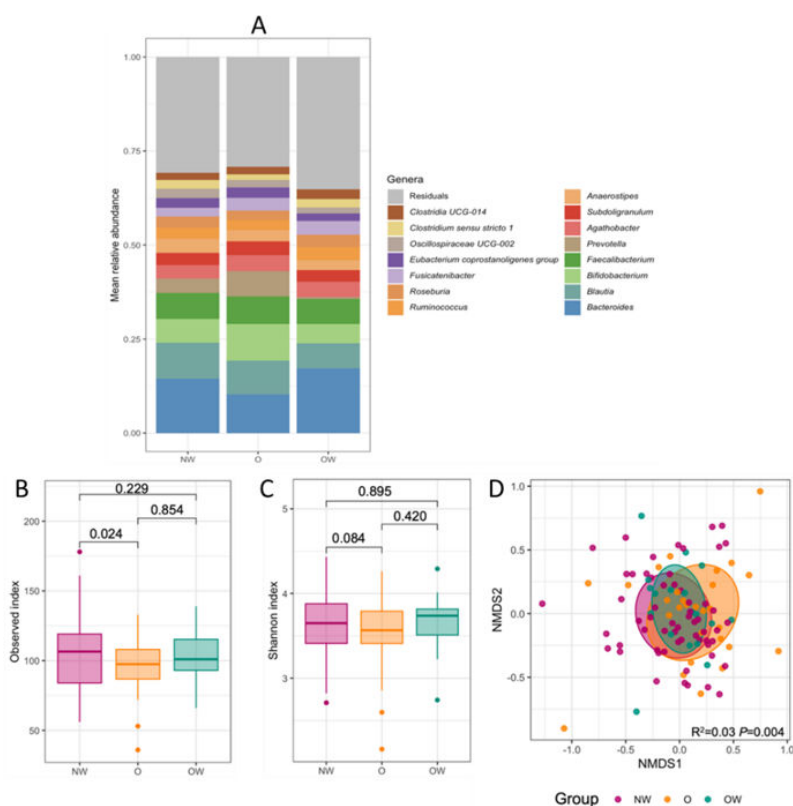 A
1.00
0.75
0.50
0.25
0.00
Mean relative abundance
NW O OW
Genera
Residuals
Clostridia UCG-014
Clostridium sensu stricto 1
Oscillospiraceae UCG-002
Eubacterium coprostanoligenes group
Fusicatenibacter
Roseburia
Ruminococcus
Anaerostipes
Subdoligranulum
Agathobacter
Prevotella
Faecalibacterium
Bifidobacterium
Blautia
Bacteroides
B
0.229
0.024
0.854
200
150
100
50
Observed index
NW O OW
C
0.895
0.084
0.420
5
4
3
Shannon index
NW O OW
D
1.0
0.5
0.0
-0.5
NMDS2
R²=0.03 P=0.004
-1.0 -0.5 0.0 0.5 1.0
NMDS1
Group NW O OW